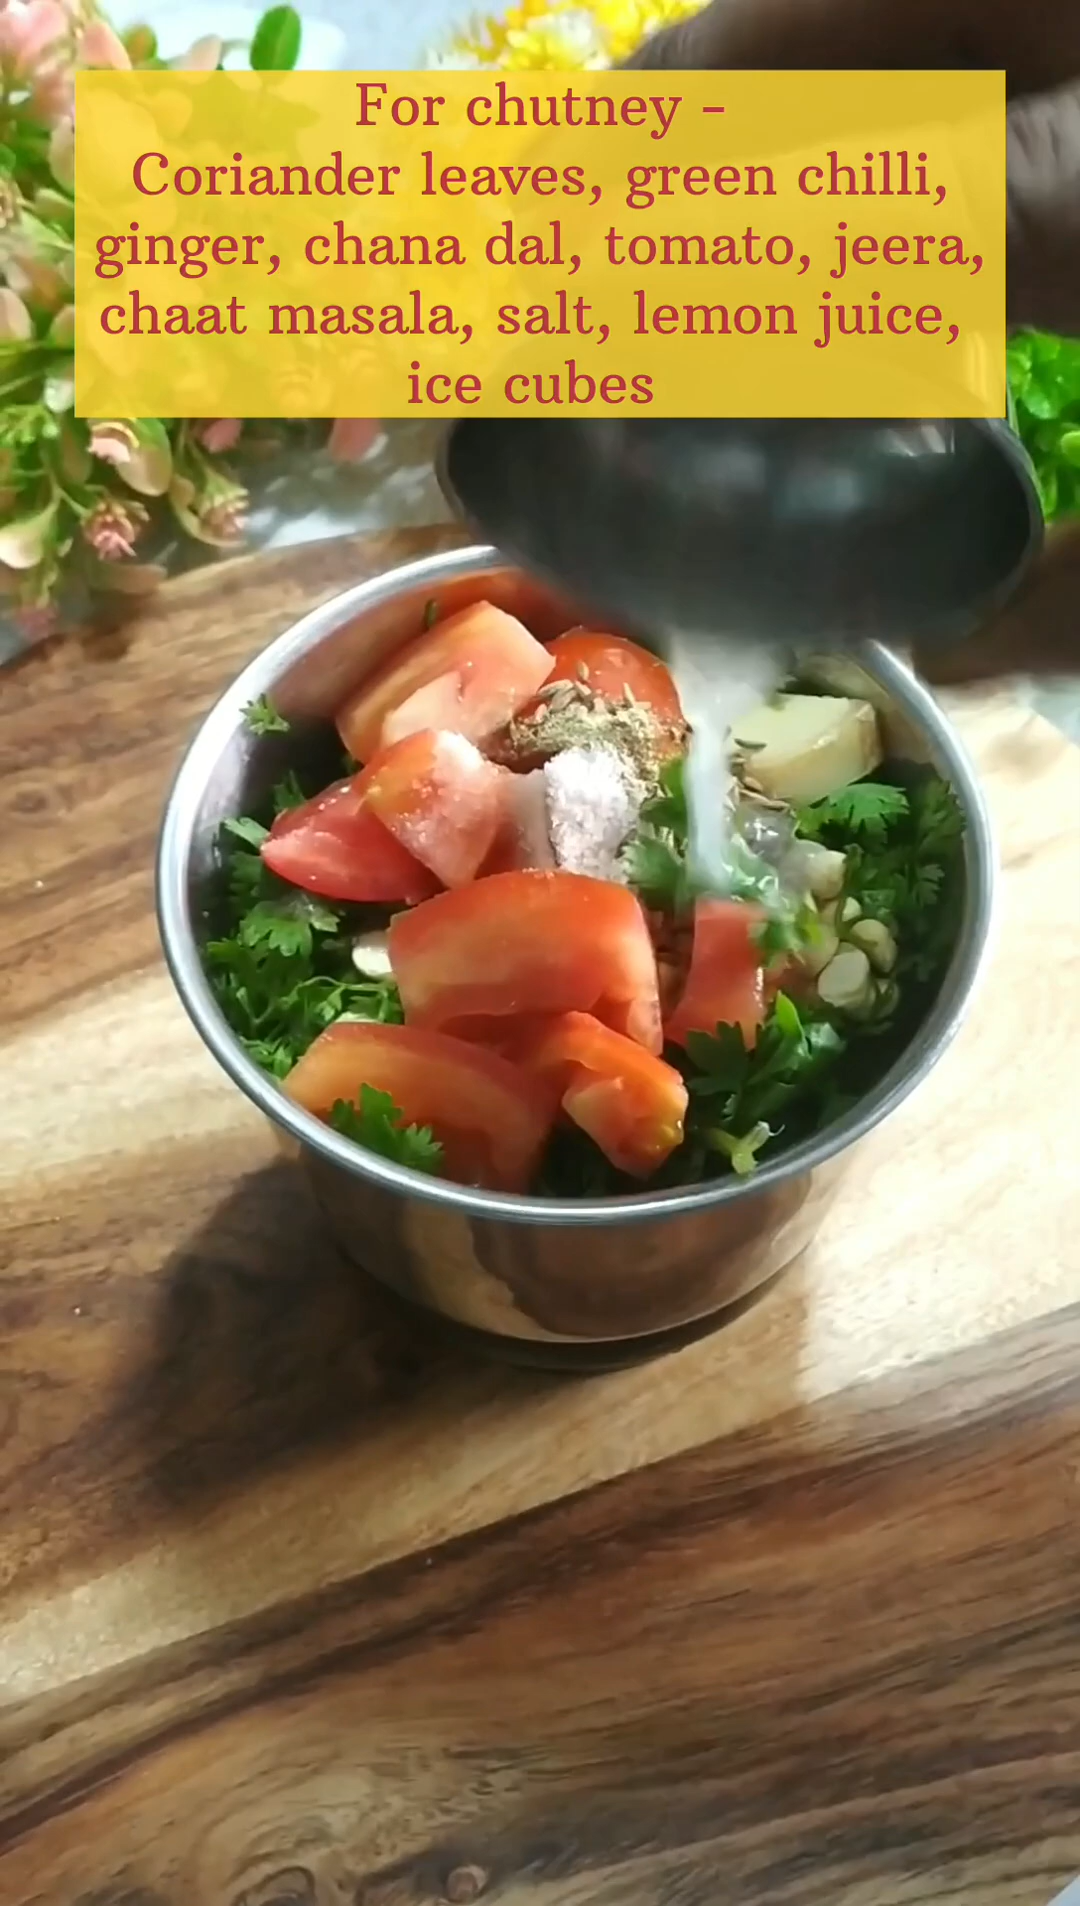 For chutney -
Coriander leaves, green chilli,
ginger, chana dal, tomato, jeera,
chaat masala, salt, lemon juice,
ice cubes